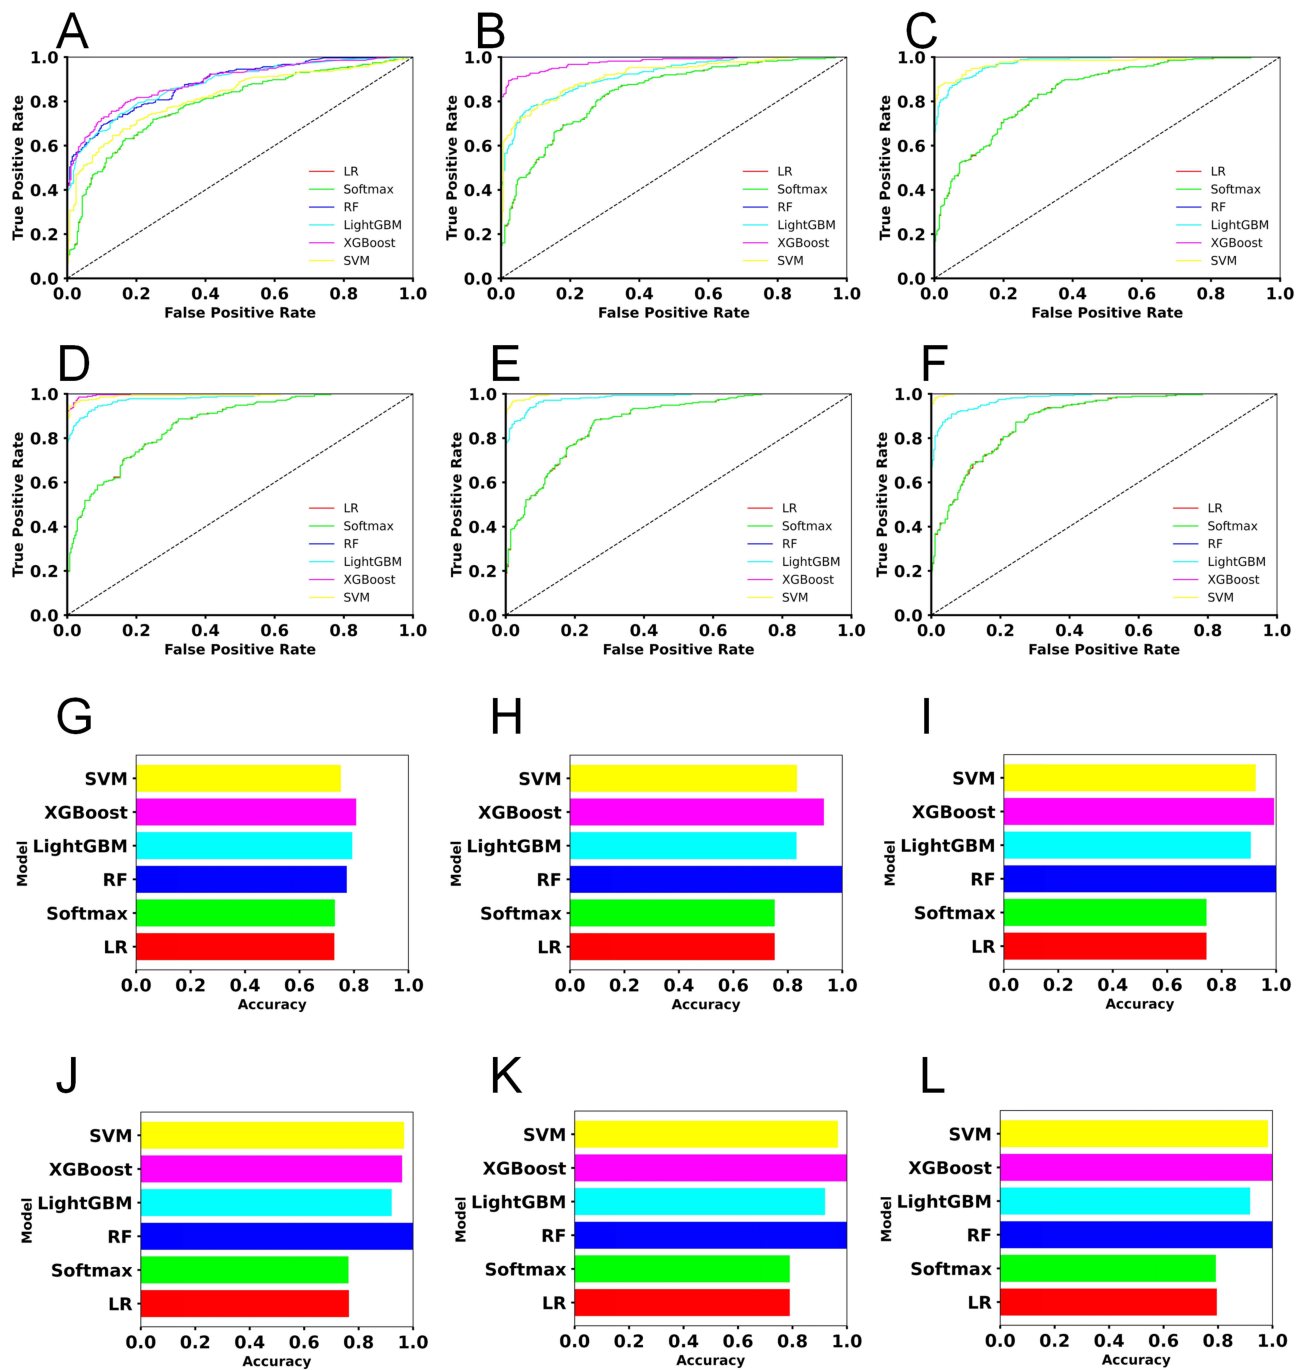 A
B
C
True Positive Rate
1.0
0.8
0.6
0.4
0.2
0.0
LR
Softmax
RF
LightGBM
XGBoost
SVM
0.0 0.2 0.4 0.6 0.8 1.0
False Positive Rate
True Positive Rate
1.0
0.8
0.6
0.4
0.2
0.0
LR
Softmax
RF
LightGBM
XGBoost
SVM
0.0 0.2 0.4 0.6 0.8 1.0
False Positive Rate
True Positive Rate
1.0
0.8
0.6
0.4
0.2
0.0
LR
Softmax
RF
LightGBM
XGBoost
SVM
0.0 0.2 0.4 0.6 0.8 1.0
False Positive Rate
D
E
F
True Positive Rate
1.0
0.8
0.6
0.4
0.2
0.0
LR
Softmax
RF
LightGBM
XGBoost
SVM
0.0 0.2 0.4 0.6 0.8 1.0
False Positive Rate
True Positive Rate
1.0
0.8
0.6
0.4
0.2
0.0
LR
Softmax
RF
LightGBM
XGBoost
SVM
0.0 0.2 0.4 0.6 0.8 1.0
False Positive Rate
True Positive Rate
1.0
0.8
0.6
0.4
0.2
0.0
LR
Softmax
RF
LightGBM
XGBoost
SVM
0.0 0.2 0.4 0.6 0.8 1.0
False Positive Rate
G
H
I
Model
SVM
XGBoost
LightGBM
RF
Softmax
LR
0.0 0.2 0.4 0.6 0.8 1.0
Accuracy
Model
SVM
XGBoost
LightGBM
RF
Softmax
LR
0.0 0.2 0.4 0.6 0.8 1.0
Accuracy
Model
SVM
XGBoost
LightGBM
RF
Softmax
LR
0.0 0.2 0.4 0.6 0.8 1.0
Accuracy
J
K
L
Model
SVM
XGBoost
LightGBM
RF
Softmax
LR
0.0 0.2 0.4 0.6 0.8 1.0
Accuracy
Model
SVM
XGBoost
LightGBM
RF
Softmax
LR
0.0 0.2 0.4 0.6 0.8 1.0
Accuracy
Model
SVM
XGBoost
LightGBM
RF
Softmax
LR
0.0 0.2 0.4 0.6 0.8 1.0
Accuracy